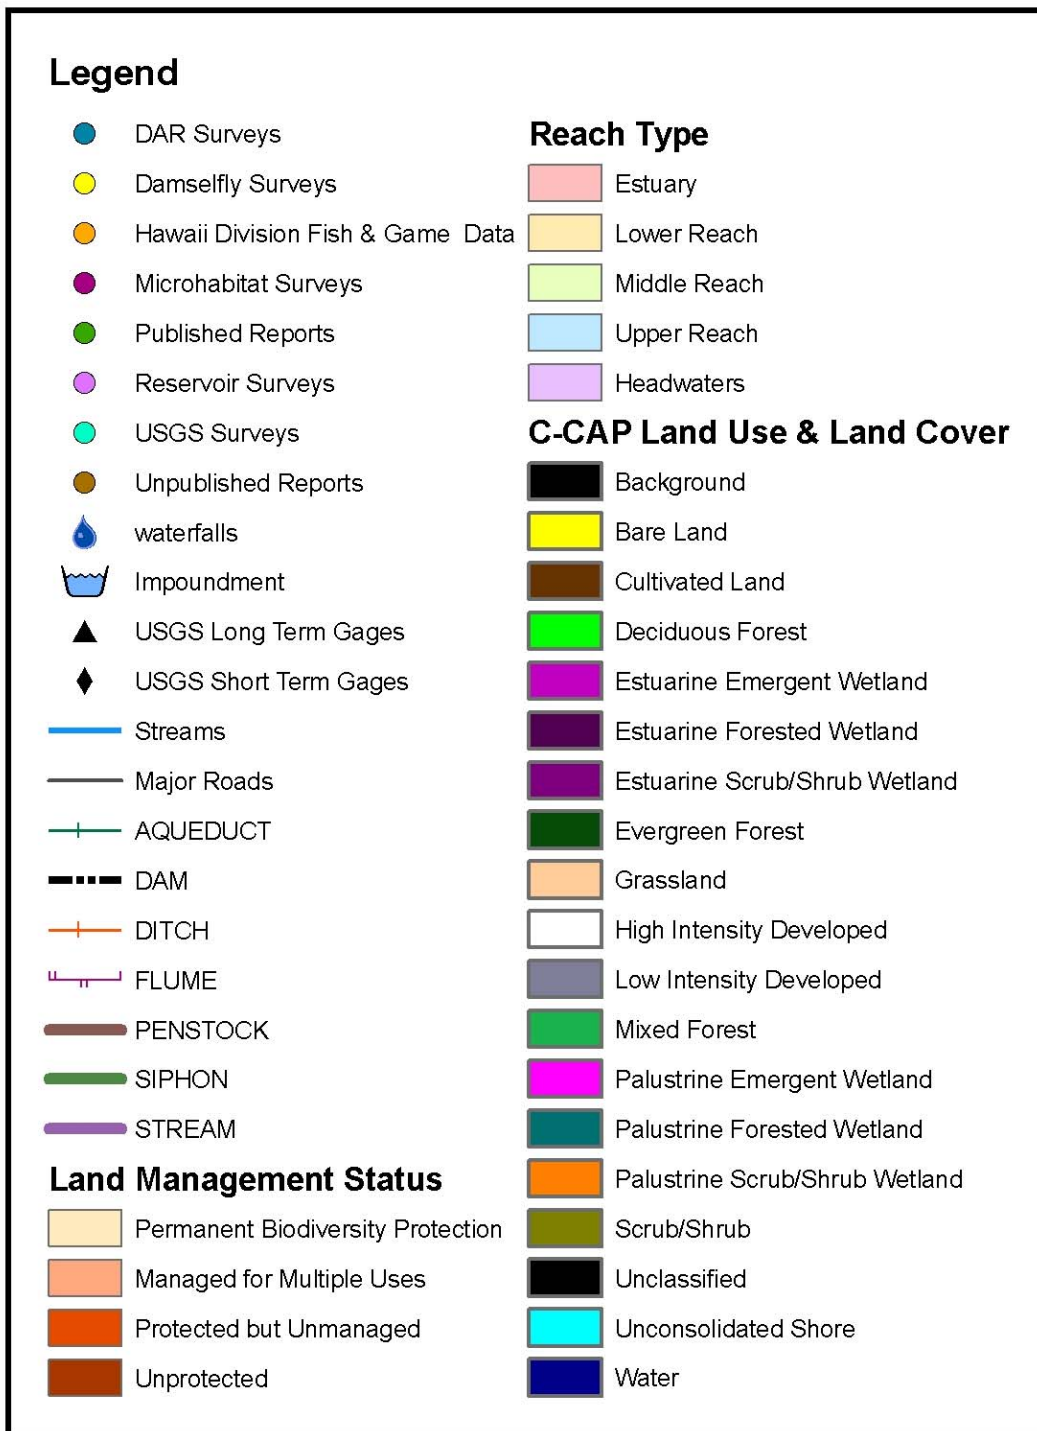 Legend
DAR Surveys
Damselfly Surveys
Hawaii Division Fish & Game  Data
Microhabitat Surveys
Published Reports
Reservoir Surveys
USGS Surveys
Unpublished Reports
waterfalls
Impoundment
USGS Long Term Gages
USGS Short Term Gages
Streams
Major Roads
AQUEDUCT
DAM
DITCH
FLUME
PENSTOCK
SIPHON
STREAM
Land Management Status
Permanent Biodiversity Protection
Managed for Multiple Uses
Protected but Unmanaged
Unprotected
Reach Type
Estuary
Lower Reach
Middle Reach
Upper Reach
Headwaters
C-CAP Land Use & Land Cover
Background
Bare Land
Cultivated Land
Deciduous Forest
Estuarine Emergent Wetland
Estuarine Forested Wetland
Estuarine Scrub/Shrub Wetland
Evergreen Forest
Grassland
High Intensity Developed
Low Intensity Developed
Mixed Forest
Palustrine Emergent Wetland
Palustrine Forested Wetland
Palustrine Scrub/Shrub Wetland
Scrub/Shrub
Unclassified
Unconsolidated Shore
Water